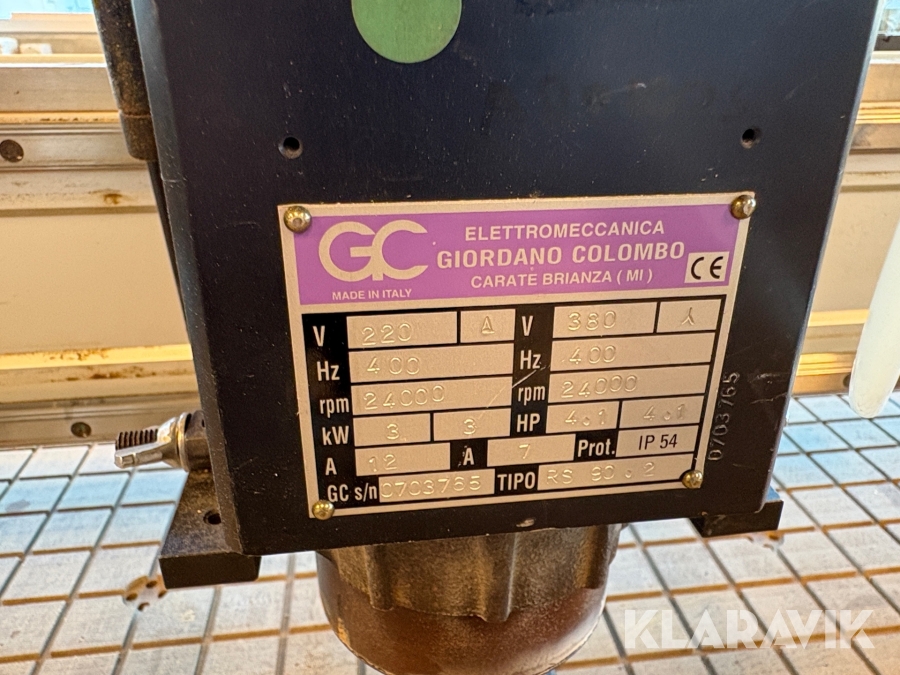 GC
MADE IN ITALY
ELETTROMECCANICA
GIORDANO COLOMBO
CARATE BRIANZA ( MI )
CE
V 220 Δ V 380 Y
Hz 400 Hz 400
rpm 24000 rpm 24000
kW 3 3 HP 4.1 4.1
A 12 A 7 Prot. IP 54
GC s/n 0703765 TIPO RS 90.2
0703765
KLARAVIK